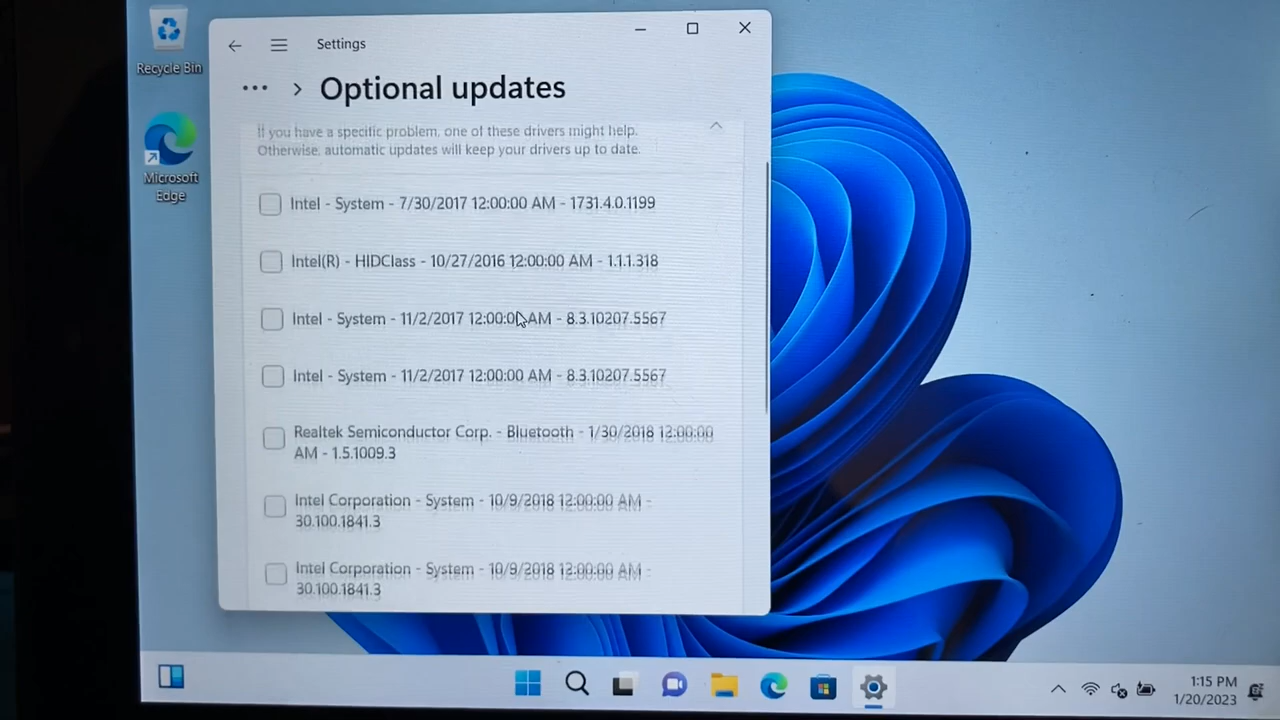 Recycle Bin
Microsoft
Edge
Settings
Optional updates
If you have a specific problem, one of these drivers might help.
Otherwise, automatic updates will keep your drivers up to date.
Intel - System - 7/30/2017 12:00:00 AM - 1731.4.0.1199
Intel(R) - HIDClass - 10/27/2016 12:00:00 AM - 1.1.1.318
Intel - System - 11/2/2017 12:00:00 AM - 8.3.10207.5567
Intel - System - 11/2/2017 12:00:00 AM - 8.3.10207.5567
Realtek Semiconductor Corp. - Bluetooth - 1/30/2018 12:00:00
AM - 1.5.1009.3
Intel Corporation - System - 10/9/2018 12:00:00 AM -
30.100.1841.3
Intel Corporation - System - 10/9/2018 12:00:00 AM -
30.100.1841.3
1:15 PM
1/20/2023